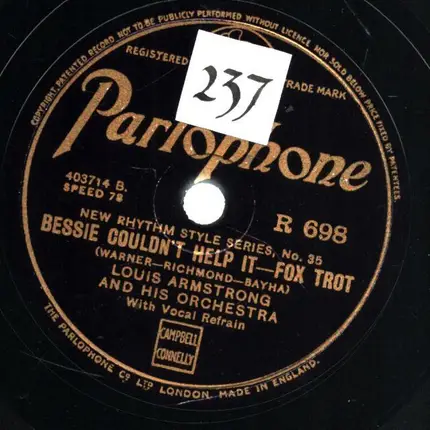 COPYRIGHT, PATENTED RECORD. NOT TO BE PUBLICLY PERFORMED WITHOUT LICENCE. NOR SOLD BELOW PRICE FIXED BY PATENTEES.
REGISTERED
TRADE MARK
237
Parlophone
403714 B.
SPEED 78
R 698
NEW RHYTHM STYLE SERIES, No. 35
BESSIE COULDN'T HELP IT—FOX TROT
(WARNER—RICHMOND—BAYHA)
LOUIS ARMSTRONG
AND HIS ORCHESTRA
With Vocal Refrain
CAMPBELL
CONNELLY
THE PARLOPHONE CO LTD LONDON. MADE IN ENGLAND.